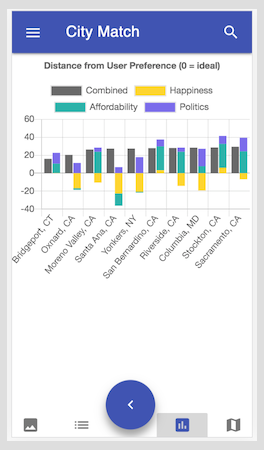 City Match
Distance from User Preference (0 = ideal)
Combined Happiness
Affordability Politics
60
40
20
0
-20
-40
Bridgeport, CT
Oxnard, CA
Moreno Valley, CA
Santa Ana, CA
Yonkers, NY
San Bernardino, CA
Riverside, CA
Columbia, MD
Stockton, CA
Sacramento, CA